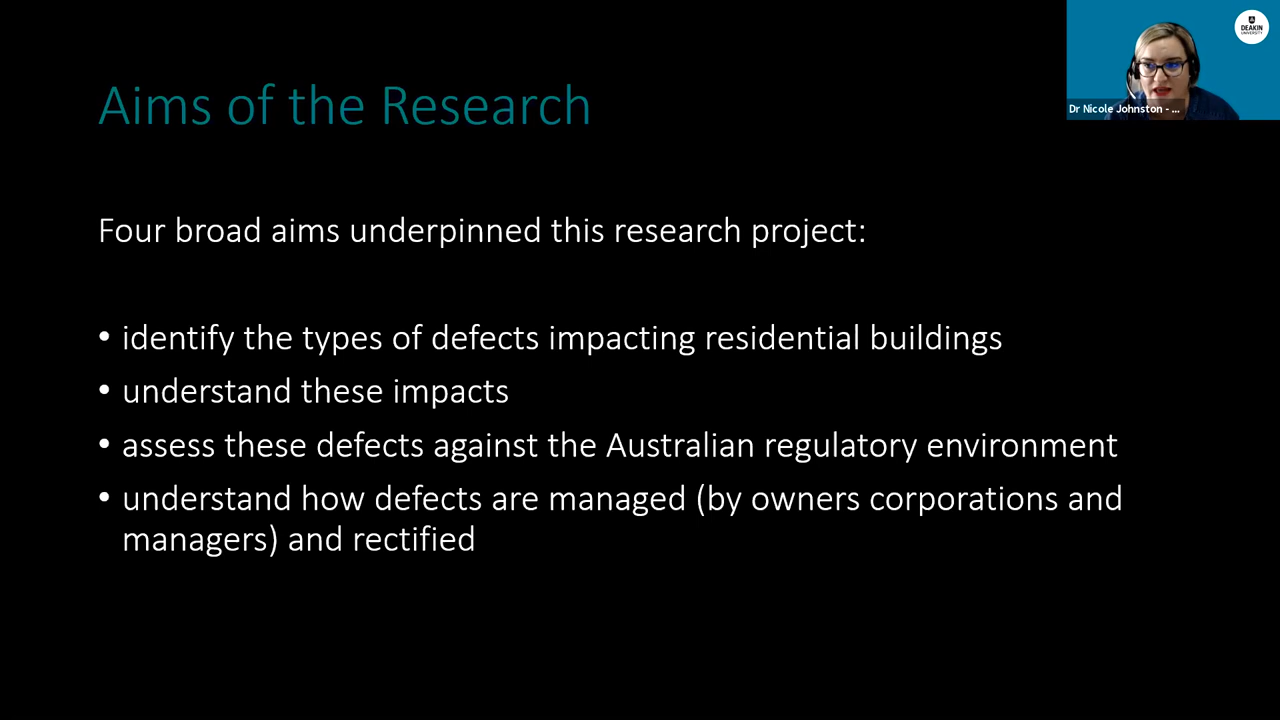 Aims of the Research
DEAKIN
UNIVERSITY
Dr Nicole Johnston - ...
Four broad aims underpinned this research project:
• identify the types of defects impacting residential buildings
• understand these impacts
• assess these defects against the Australian regulatory environment
• understand how defects are managed (by owners corporations and
managers) and rectified